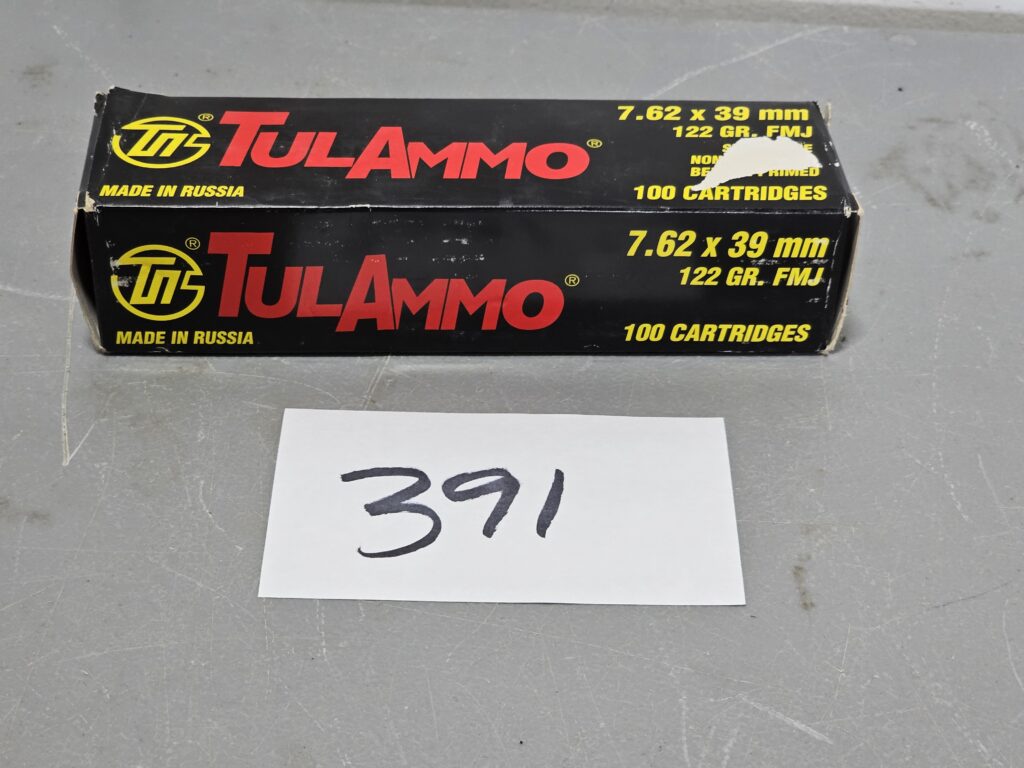 TULAMMO®
MADE IN RUSSIA
7.62 x 39 mm
122 GR. FMJ
100 CARTRIDGES
TULAMMO®
MADE IN RUSSIA
7.62 x 39 mm
122 GR. FMJ
100 CARTRIDGES
391